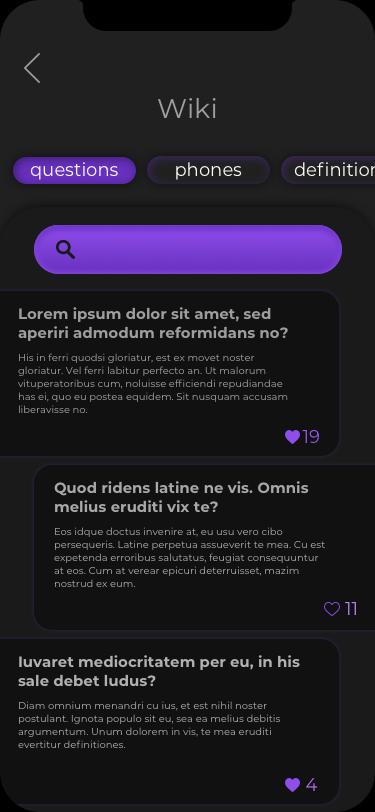 Wiki
questions phones definition
Lorem ipsum dolor sit amet, sed
aperiri admodum reformidans no?
His in ferri quodsi gloriatur, est ex movet noster
gloriatur. Vel ferri labitur perfecto an. Ut malorum
vituperatoribus cum, noluisse efficiendi repudiandae
has ei, quo eu postea equidem. Sit nusquam accusam
liberavisse no.
19
Quod ridens latine ne vis. Omnis
melius eruditi vix te?
Eos idque doctus invenire at, eu usu vero cibo
persequeris. Latine perpetua assueverit te mea. Cu est
expetenda erroribus salutatus, feugiat consequuntur
at eos. Cum at verear epicuri deterruisset, mazim
nostrud ex eum.
11
Iuvaret mediocritatem per eu, in his
sale debet ludus?
Diam omnium menandri cu ius, et est nihil noster
postulant. Ignota populo sit eu, sea ea melius debitis
argumentum. Unum dolorem in vis, te mea eruditi
evertitur definitiones.
4